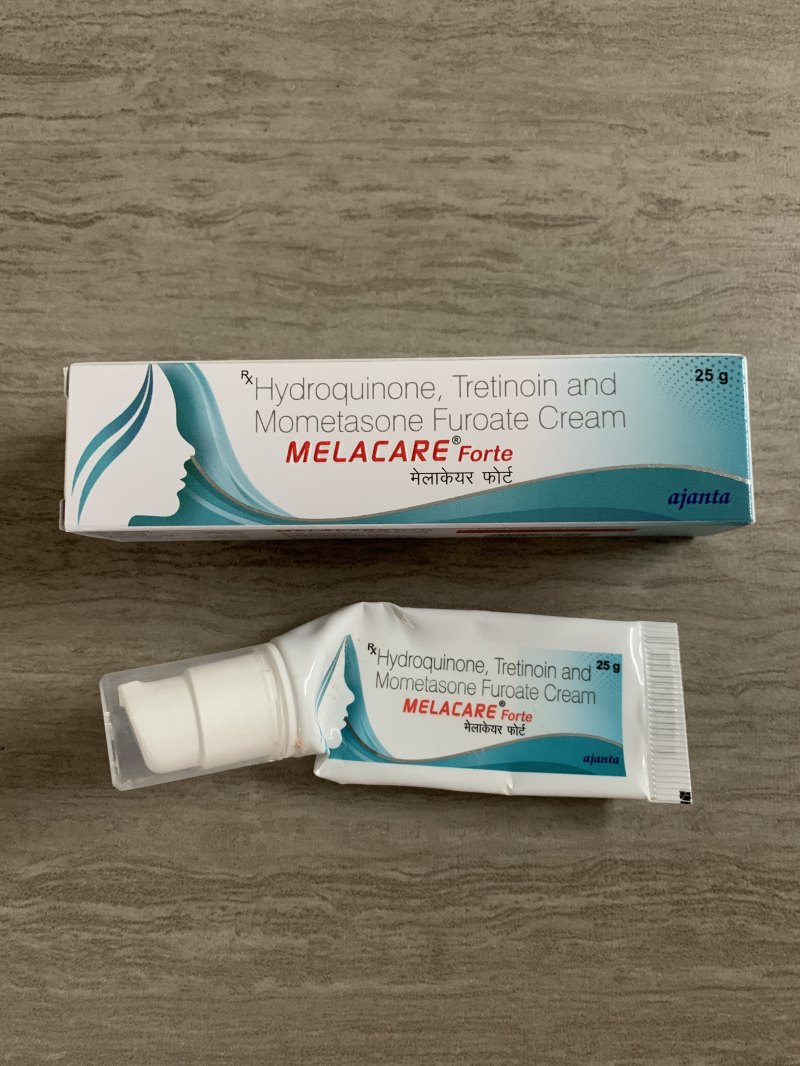 Rx Hydroquinone, Tretinoin and
Mometasone Furoate Cream
MELACARE® Forte
मेलाकेयर फोर्ट
25 g
ajanta
MELACARE
Rx Hydroquinone, Tretinoin and
Mometasone Furoate Cream
MELACARE® Forte
मेलाकेयर फोर्ट
25 g
ajanta